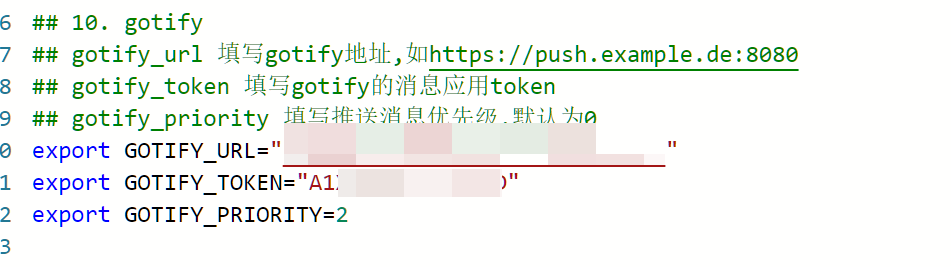 6 ## 10. gotify
7 ## gotify_url 填写gotify地址,如https://push.example.de:8080
8 ## gotify_token 填写gotify的消息应用token
9 ## gotify_priority 填写推送消息优先级,默认为0
0 export GOTIFY_URL=" "
1 export GOTIFY_TOKEN="A1 "
2 export GOTIFY_PRIORITY=2
3